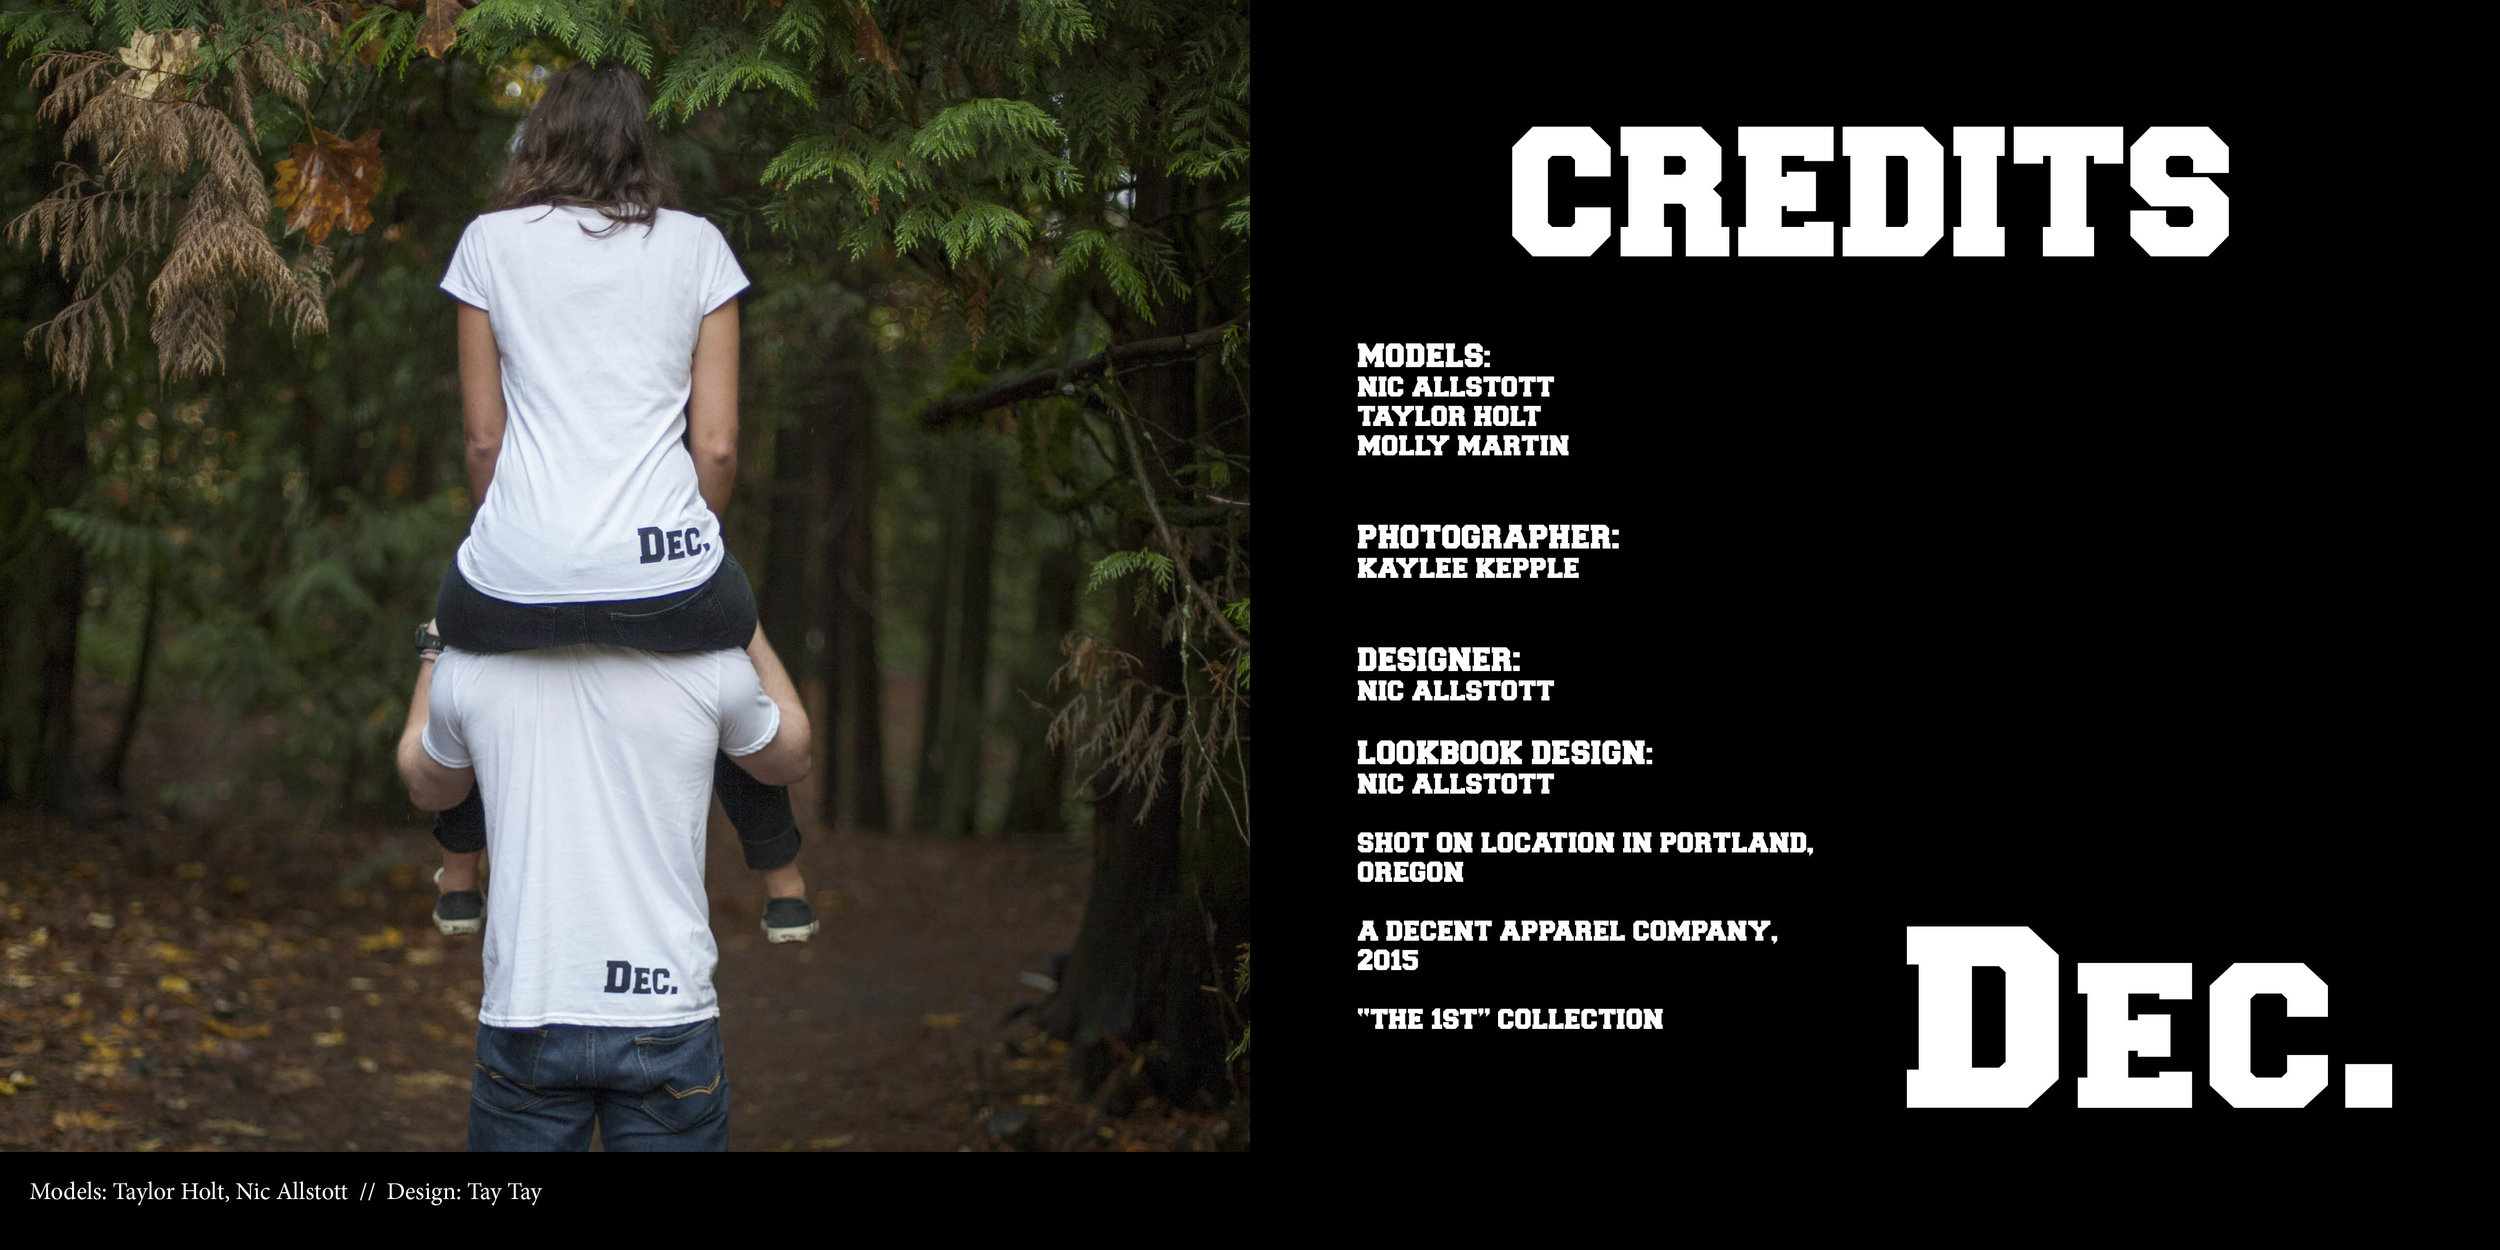 DEC.
DEC.
Models: Taylor Holt, Nic Allstott // Design: Tay Tay
CREDITS
MODELS:
NIC ALLSTOTT
TAYLOR HOLT
MOLLY MARTIN
PHOTOGRAPHER:
KAYLEE KEPPLE
DESIGNER:
NIC ALLSTOTT
LOOKBOOK DESIGN:
NIC ALLSTOTT
SHOT ON LOCATION IN PORTLAND,
OREGON
A DECENT APPAREL COMPANY,
2015
"THE 1ST" COLLECTION
DEC.